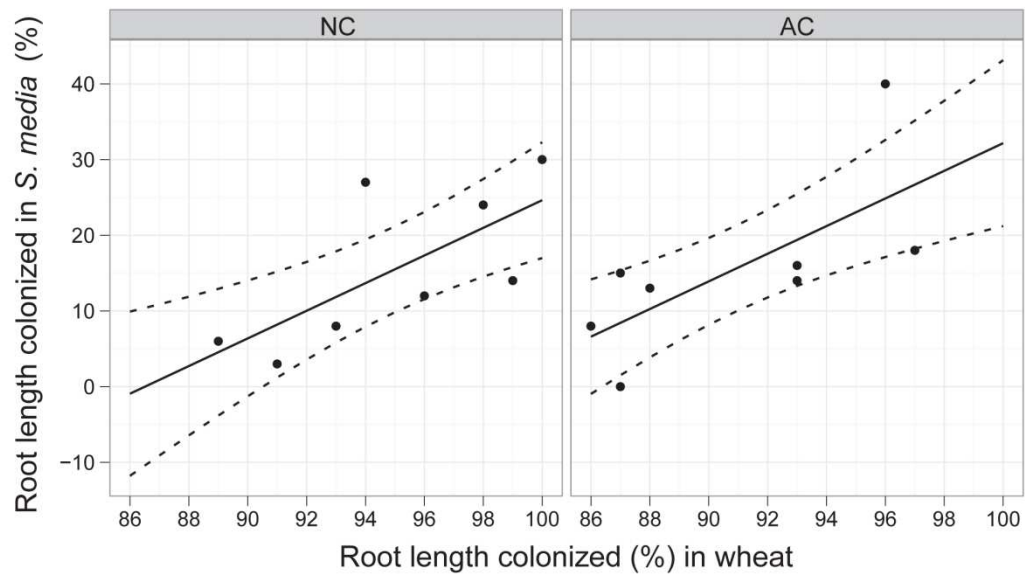 NC
AC
Root length colonized in S. media (%)
40
30
20
10
0
−10
86 88 90 92 94 96 98 100
86 88 90 92 94 96 98 100
Root length colonized (%) in wheat